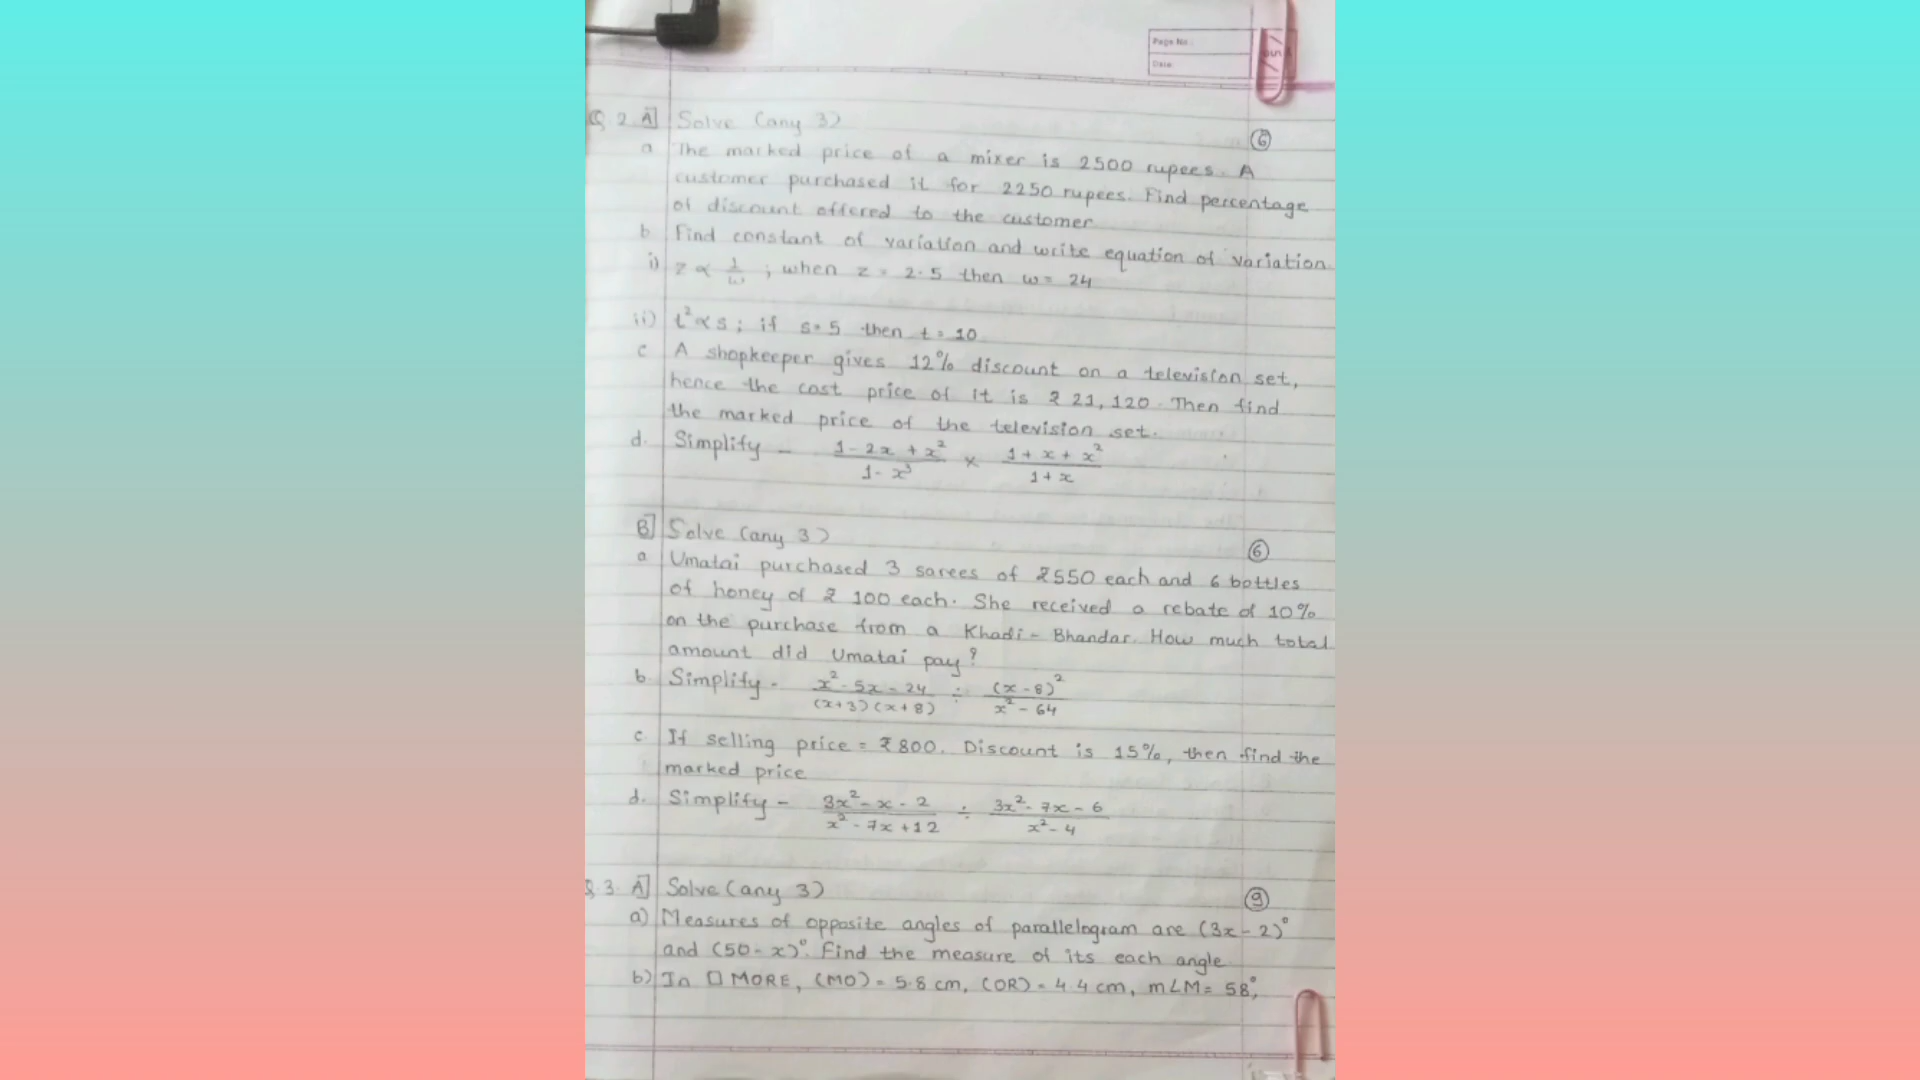 Page No
Date
Q. 2 A] Solve (any 3)
⑥
a The marked price of a mixer is 2500 rupees. A
customer purchased it for 2250 rupees. Find percentage
of discount offered to the customer.
b Find constant of variation and write equation of variation.
i) z ∝ 1/w ; when z = 2.5 then w = 24
ii) t² ∝ s ; if s = 5 then t = 10
c A shopkeeper gives 12% discount on a television set,
hence the cost price of it is ₹ 21,120. Then find
the marked price of the television set.
d. Simplify - (1 - 2x + x²)/(1 - x³) × (1 + x + x²)/(1 + x)
B] Solve (any 3)
⑥
a Umatai purchased 3 sarees of ₹550 each and 6 bottles
of honey of ₹ 100 each. She received a rebate of 10%
on the purchase from a Khadi - Bhandar. How much total
amount did Umatai pay?
b. Simplify - (x² - 5x - 24)/((x+3)(x+8)) ÷ (x-8)²/(x² - 64)
c. If selling price = ₹800. Discount is 15%, then find the
marked price
d. Simplify - (3x² - x - 2)/(x² - 7x + 12) ÷ (3x² - 7x - 6)/(x² - 4)
Q. 3. A] Solve (any 3)
⑨
a) Measures of opposite angles of parallelogram are (3x - 2)°
and (50 - x)°. Find the measure of its each angle.
b) In □ MORE, (MO) = 5.8 cm, (OR) = 4.4 cm, m∠M = 58°,